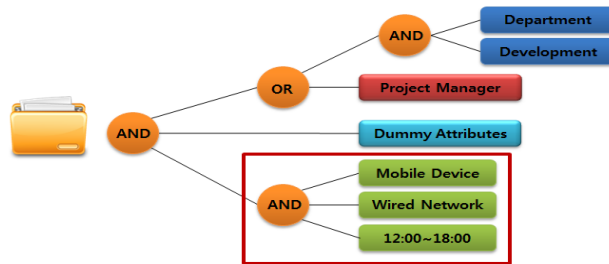 Department
AND
Development
OR
Project Manager
AND
Dummy Attributes
Mobile Device
AND
Wired Network
12:00~18:00